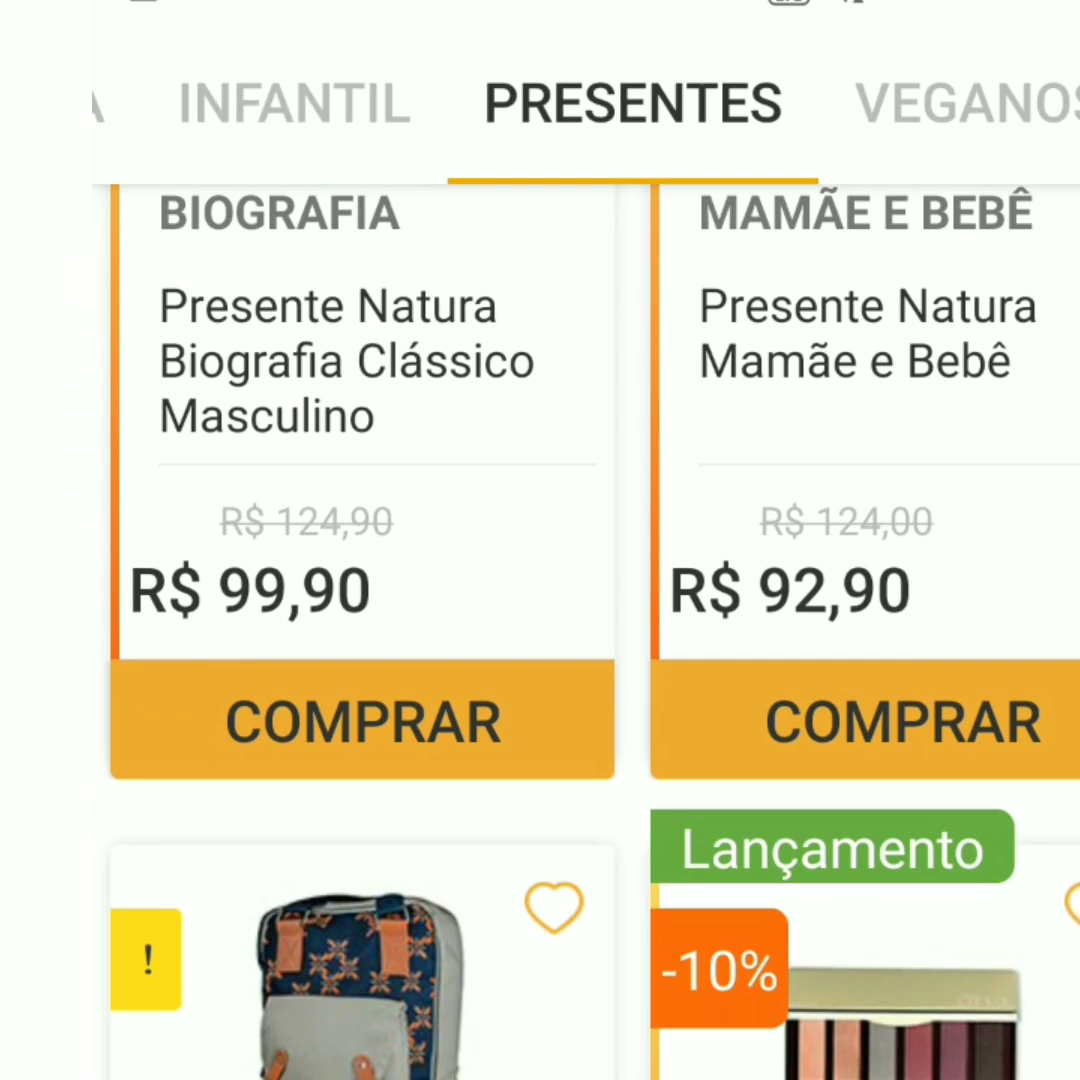 INFANTIL PRESENTES VEGANOS
BIOGRAFIA
Presente Natura
Biografia Clássico
Masculino
R$ 124,90
R$ 99,90
COMPRAR
MAMÃE E BEBÊ
Presente Natura
Mamãe e Bebê
R$ 124,00
R$ 92,90
COMPRAR
!
Lançamento
-10%